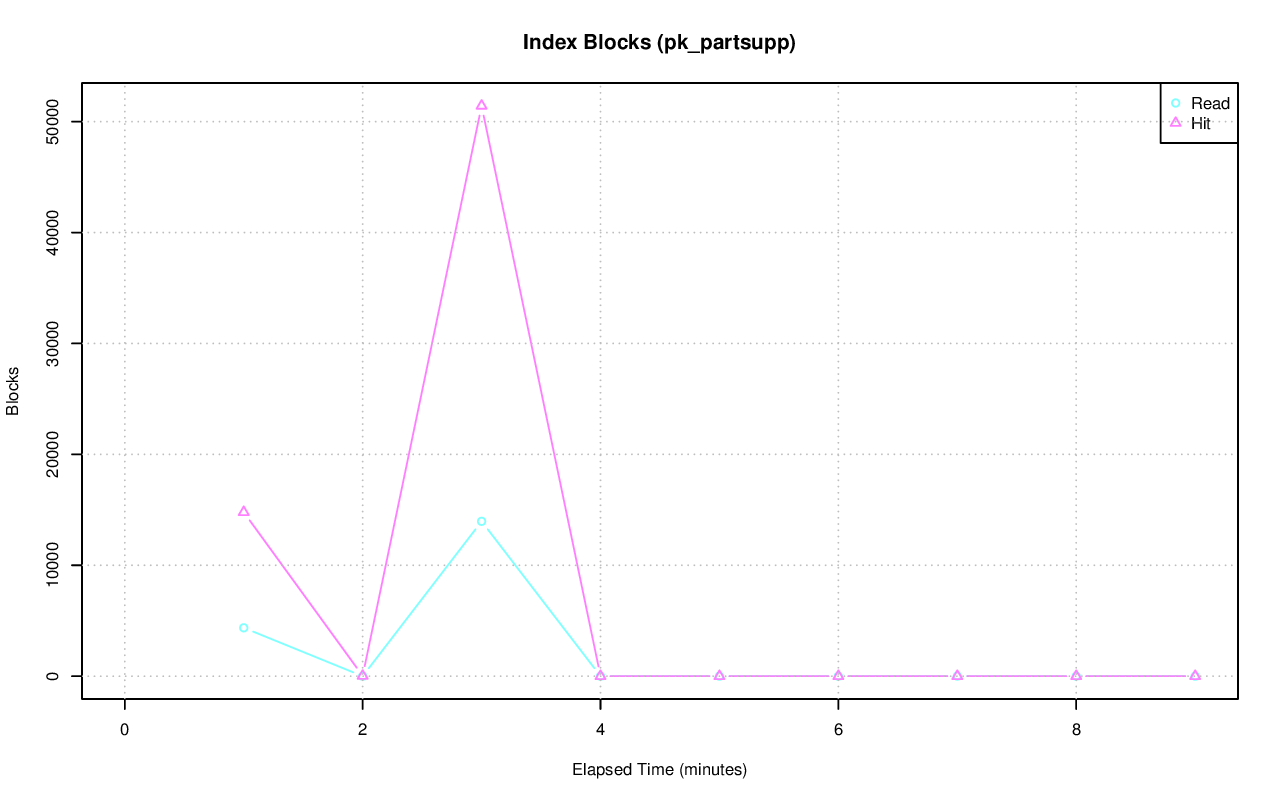 Index Blocks (pk_partsupp)
Read
Hit
50000
40000
30000
20000
10000
0
Blocks
0 2 4 6 8
Elapsed Time (minutes)